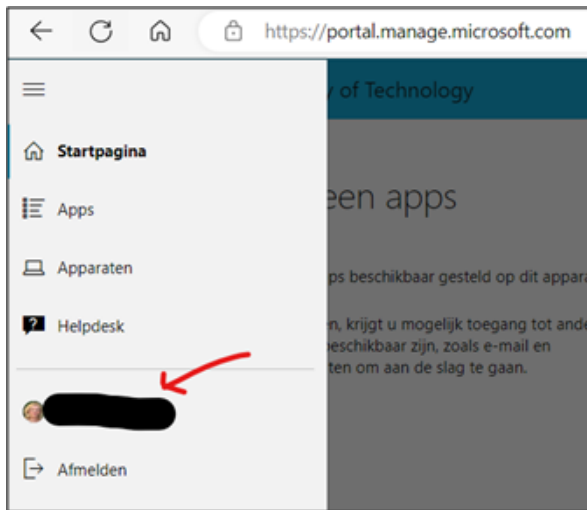 https://portal.manage.microsoft.com
y of Technology
Startpagina
een apps
Apps
Apparaten
ps beschikbaar gesteld op dit appara
Helpdesk
n, krijgt u mogelijk toegang tot ande
beschikbaar zijn, zoals e-mail en
ten om aan de slag te gaan.
Afmelden